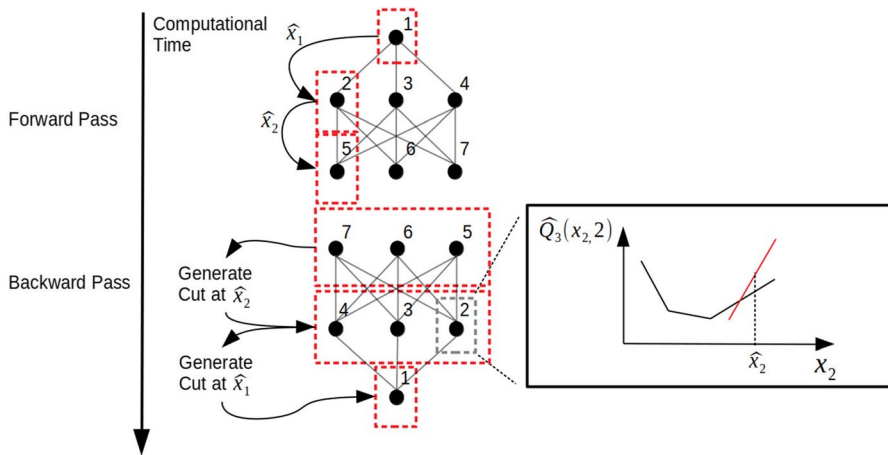 Computational
Time
x̂₁
1
2 3 4
Forward Pass
x̂₂
5 6 7
7 6 5
Q̂₃(x₂,2)
Generate
Cut at x̂₂
Backward Pass
4 3 2
Generate
Cut at x̂₁
x̂₂ x₂
1